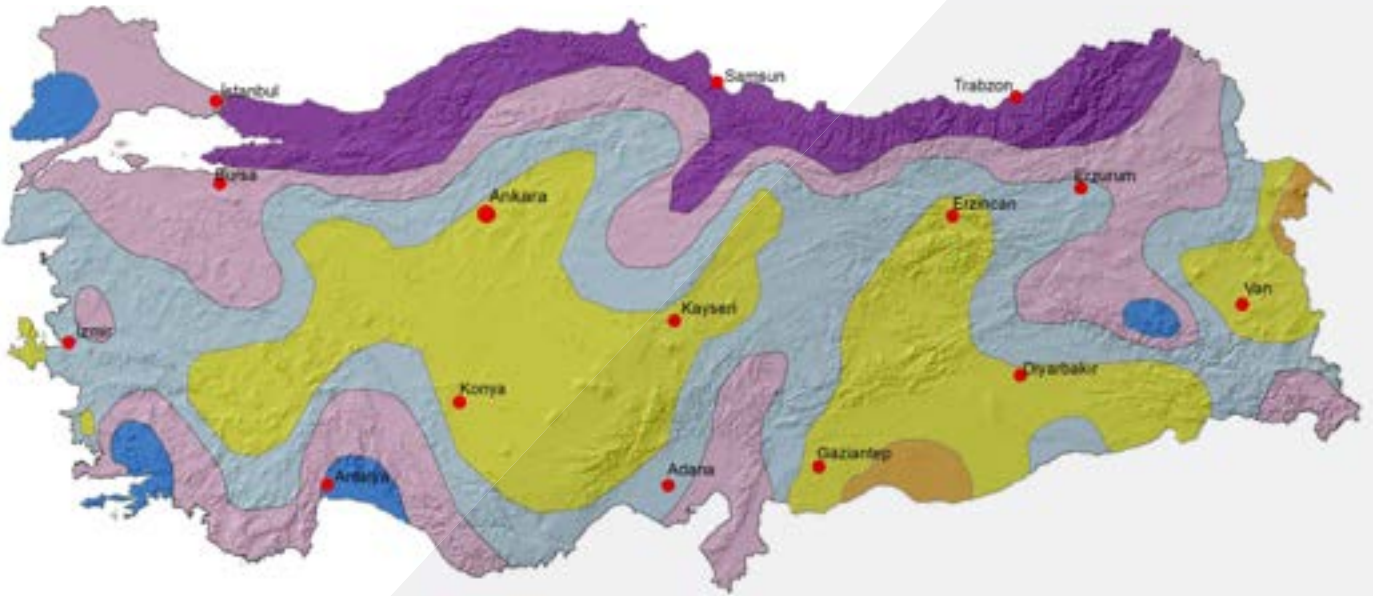 İstanbul
Samsun
Trabzon
Bursa
Erzurum
Ankara
Erzincan
Van
Kayseri
İzmir
Diyarbakır
Konya
Gaziantep
Adana
Antalya